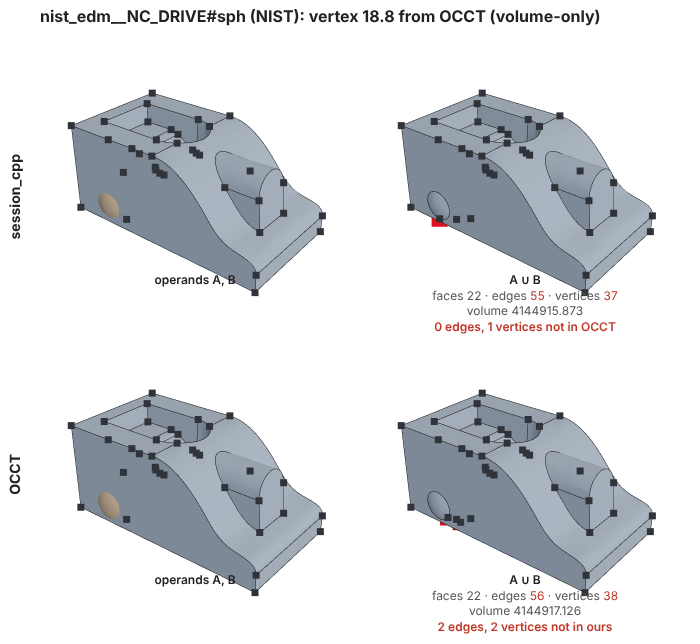 nist_edm__NC_DRIVE#sph (NIST): vertex 18.8 from OCCT (volume-only)
session_cpp
operands A, B
A ∪ B
faces 22 · edges 55 · vertices 37
volume 4144915.873
0 edges, 1 vertices not in OCCT
OCCT
operands A, B
A ∪ B
faces 22 · edges 56 · vertices 38
volume 4144917.126
2 edges, 2 vertices not in ours